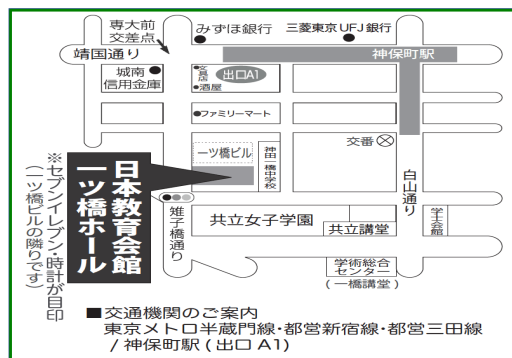 専大前
交差点
みずほ銀行
三菱東京UFJ銀行
靖国通り
神保町駅
城南
信用金庫
文具店
出口A1
酒屋
ファミリーマート
交番
一ツ橋ビル
神田一橋中学校
白山通り
日本教育会館
一ツ橋ホール
※セブンイレブン・時計が目印
(一ツ橋ビルの隣りです)
雉子橋通り
共立女子学園
共立講堂
学士会館
学術総合
センター
(一橋講堂)
■交通機関のご案内
東京メトロ半蔵門線・都営新宿線・都営三田線
/ 神保町駅 ( 出口 A1)